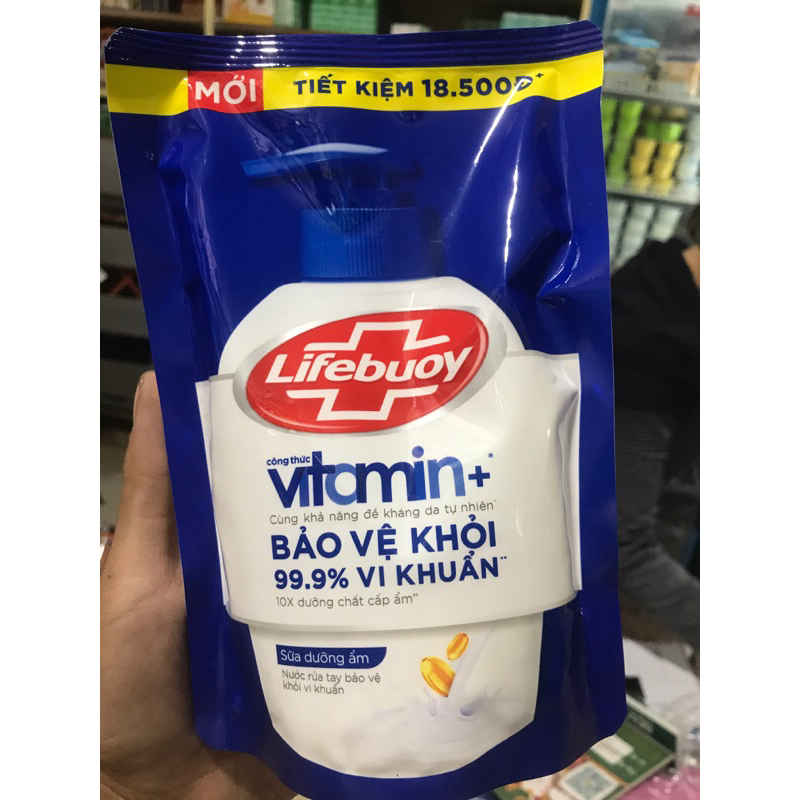 MỚI TIẾT KIỆM 18.500Đ+
Lifebuoy
công thức
vitamin+*
Cùng khả năng đề kháng da tự nhiên^
BẢO VỆ KHỎI
99.9% VI KHUẨN**
10X dưỡng chất cấp ẩm^^
Sữa dưỡng ẩm
Nước rửa tay bảo vệ
khỏi vi khuẩn